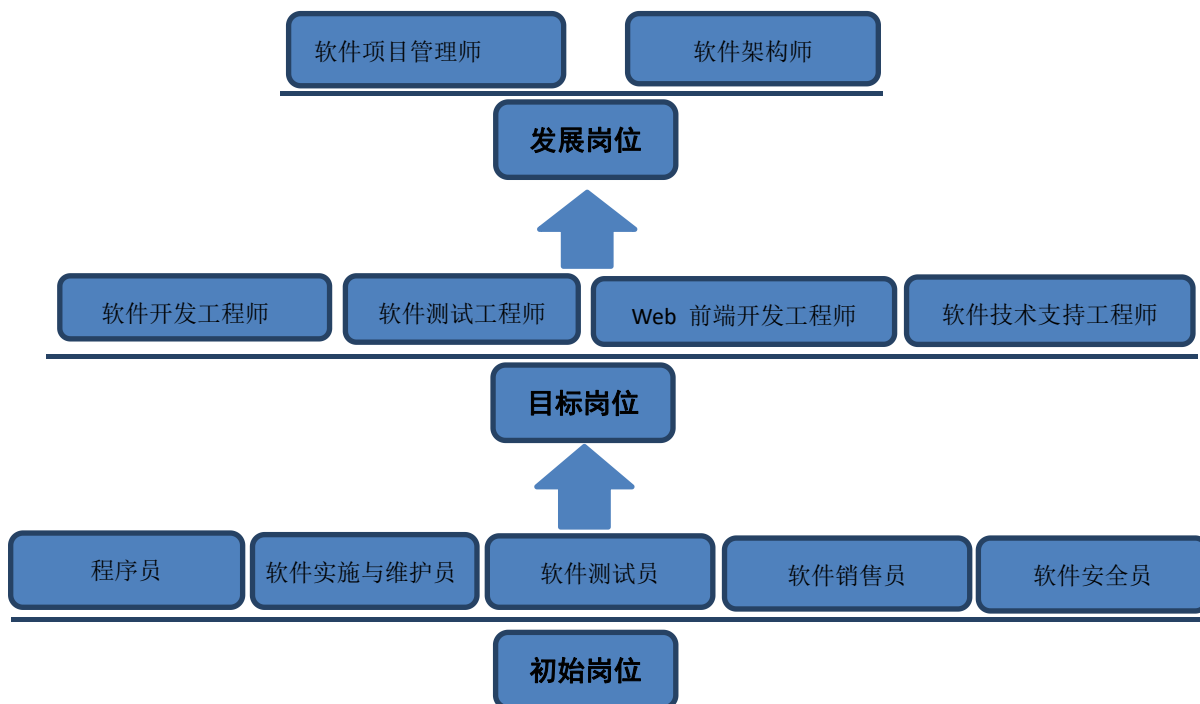 软件项目管理师
软件架构师
发展岗位
软件开发工程师
软件测试工程师
Web 前端开发工程师
软件技术支持工程师
目标岗位
程序员
软件实施与维护员
软件测试员
软件销售员
软件安全员
初始岗位